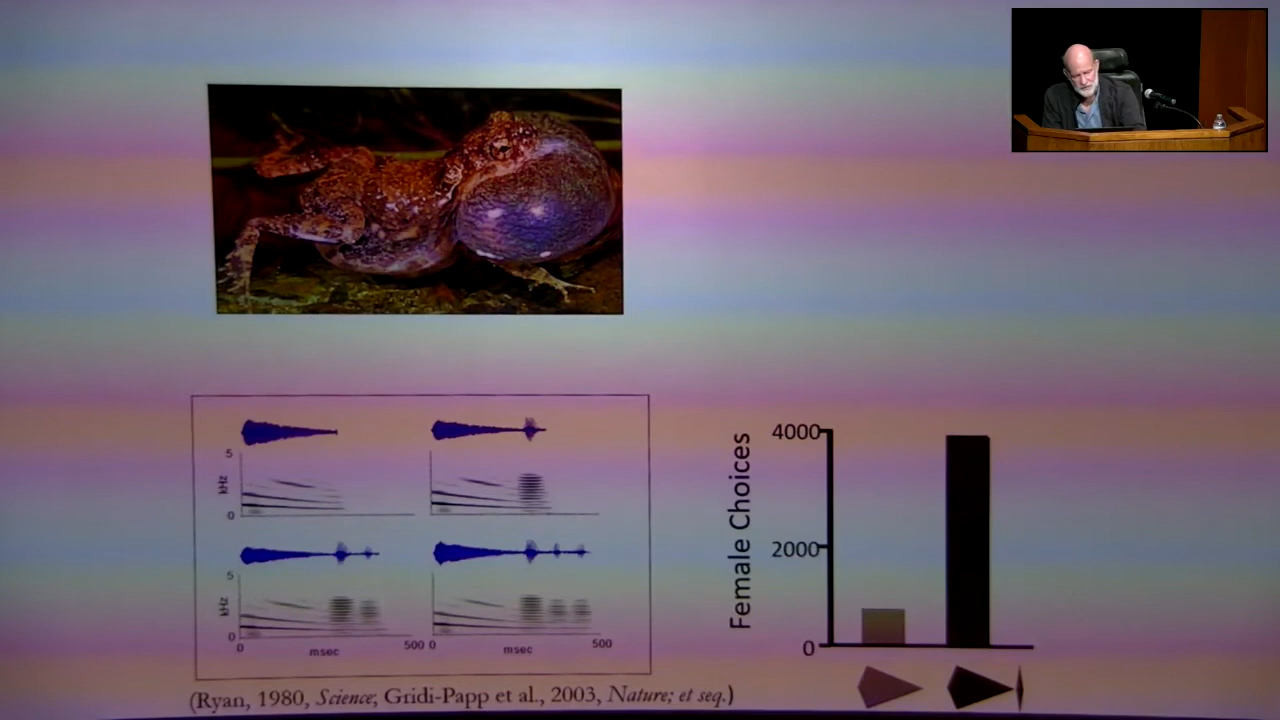 5
kHz
0
5
kHz
0
0
msec
500
0
msec
500
Female Choices
4000
2000
0
(Ryan, 1980, Science; Gridi-Papp et al., 2003, Nature; et seq.)